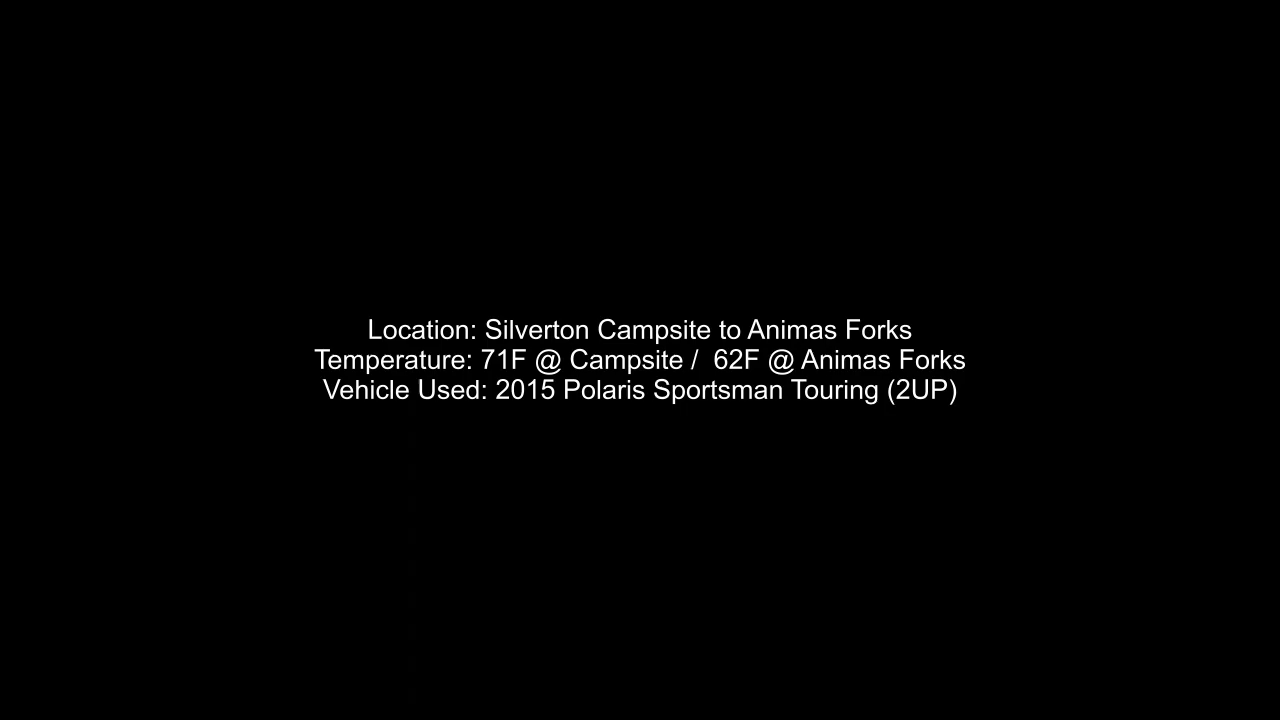 Location: Silverton Campsite to Animas Forks
Temperature: 71F @ Campsite /  62F @ Animas Forks
Vehicle Used: 2015 Polaris Sportsman Touring (2UP)